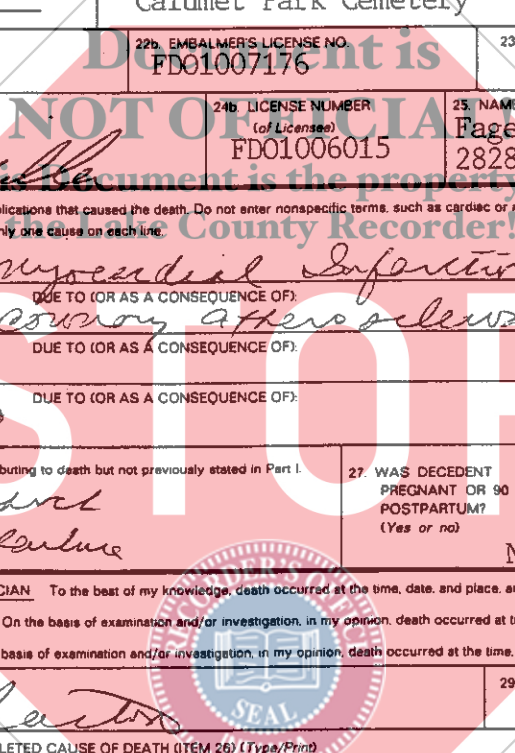 Calumet Park Cemetery
22b. EMBALMER'S LICENSE NO. 23
FDO1007176
Document is
24b. LICENSE NUMBER 25. NAME
(of Licensee) Fage
FDO1006015 2828
NOT OFFICIAL
This Document is the property
plications that caused the death. Do not enter nonspecific terms, such as cardiac or
only one cause on each line.
the Lake County Recorder!
Myocardial Infarction
DUE TO (OR AS A CONSEQUENCE OF):
Coronary Atherosclerosis
DUE TO (OR AS A CONSEQUENCE OF):
DUE TO (OR AS A CONSEQUENCE OF):
STOP
buting to death but not previously stated in Part I.
27. WAS DECEDENT
PREGNANT OR 90
POSTPARTUM?
(Yes or no)
N
CIAN To the best of my knowledge, death occurred at the time, date, and place, a
On the basis of examination and/or investigation, in my opinion, death occurred at t
basis of examination and/or investigation, in my opinion, death occurred at the time,
RECORDER'S OFFICE
SEAL
29
LETED CAUSE OF DEATH (ITEM 26) (Type/Print)